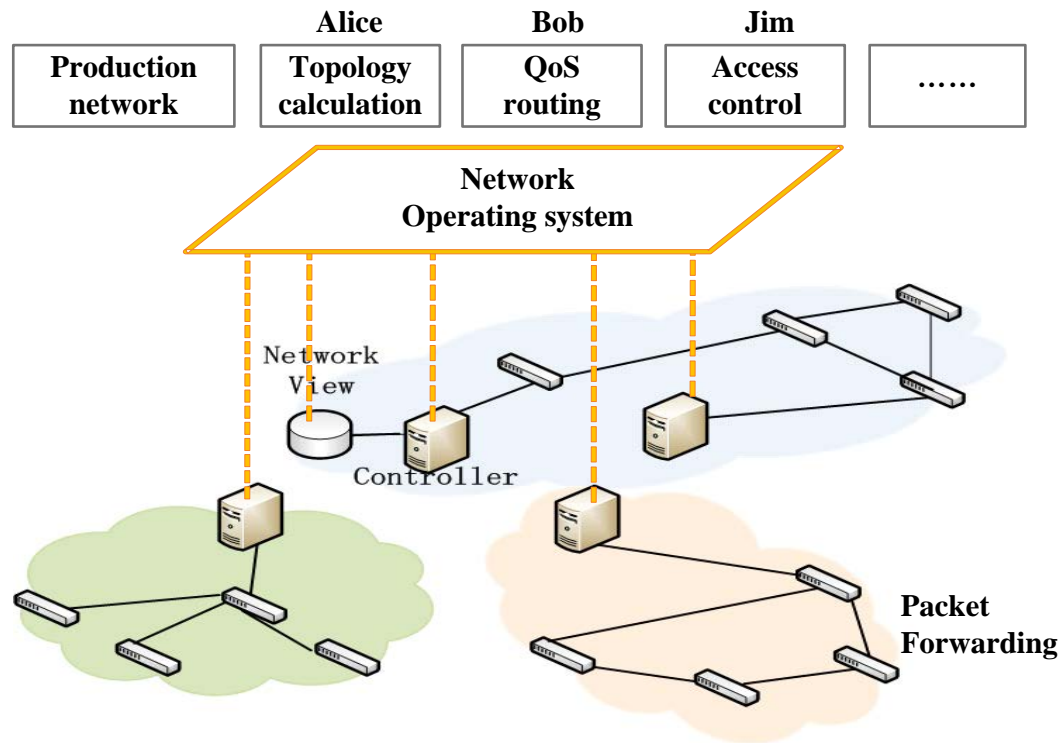 Alice
Bob
Jim
Production
network
Topology
calculation
QoS
routing
Access
control
……
Network
Operating system
Network
View
Controller
Packet
Forwarding